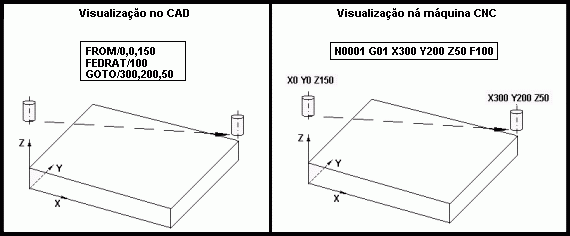 Visualização no CAD
FROM/0,0,150
FEDRAT/100
GOTO/300,200,50
Z
Y
X
Visualização ná máquina CNC
N0001 G01 X300 Y200 Z50 F100
X0 Y0 Z150
X300 Y200 Z50
Z
Y
X